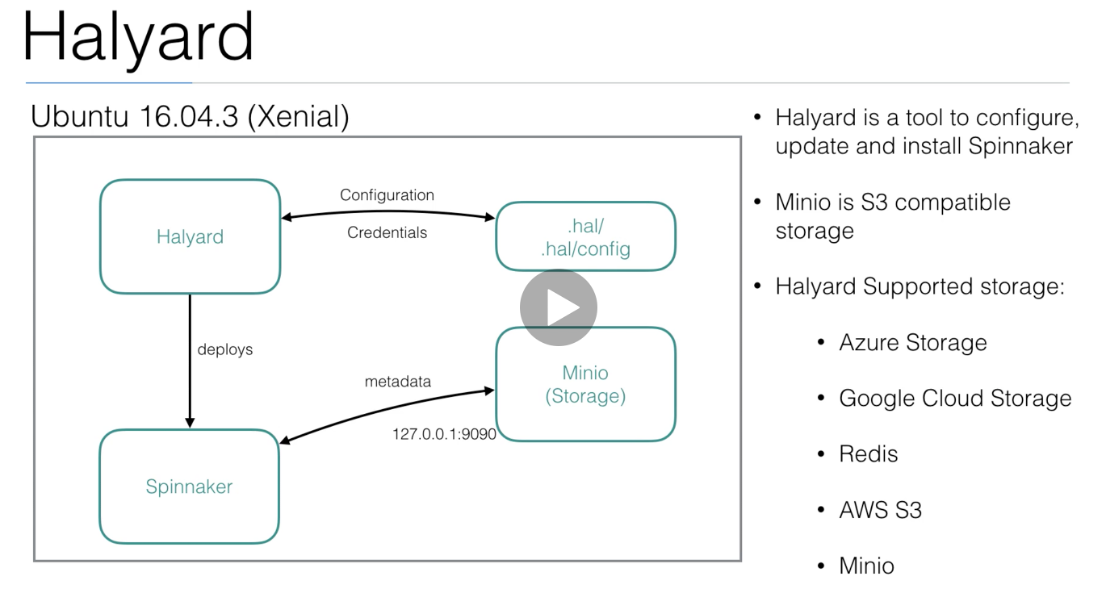 Halyard
Ubuntu 16.04.3 (Xenial)
Halyard
Configuration
Credentials
.hal/
.hal/config
deploys
Minio
(Storage)
metadata
127.0.0.1:9090
Spinnaker
• Halyard is a tool to configure,
update and install Spinnaker
• Minio is S3 compatible
storage
• Halyard Supported storage:
• Azure Storage
• Google Cloud Storage
• Redis
• AWS S3
• Minio